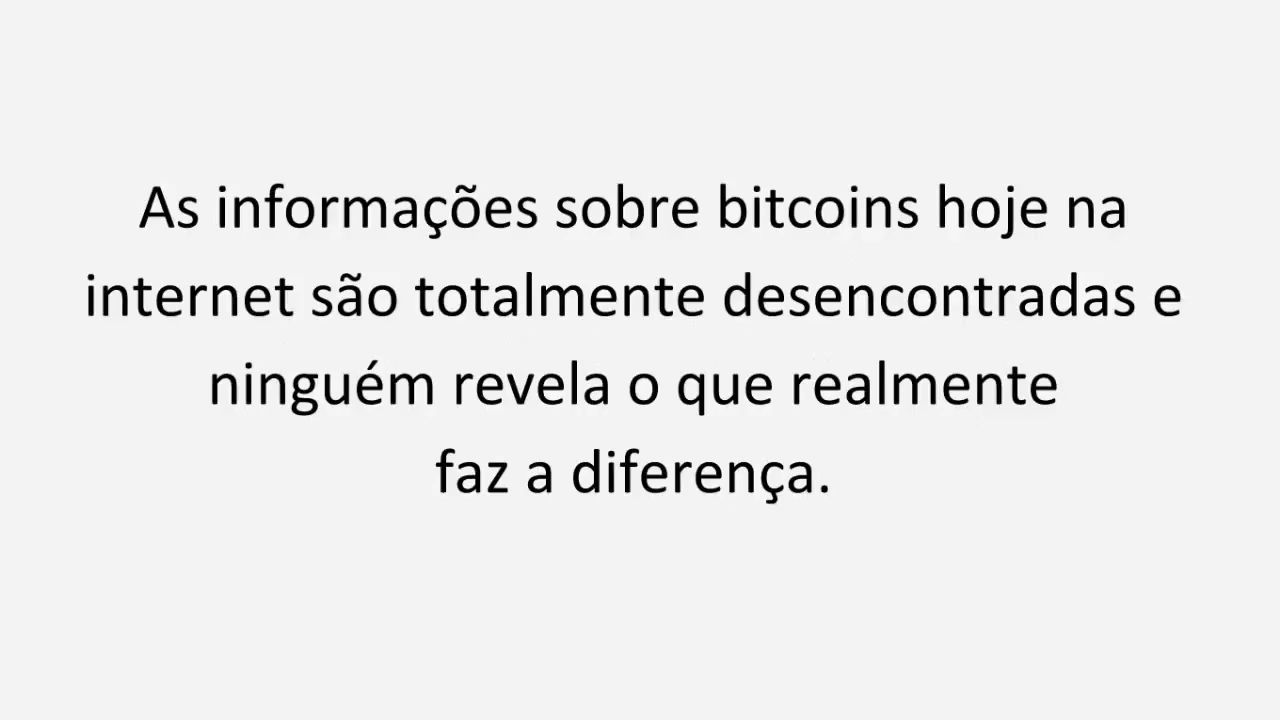 As informações sobre bitcoins hoje na
internet são totalmente desencontradas e
ninguém revela o que realmente
faz a diferença.